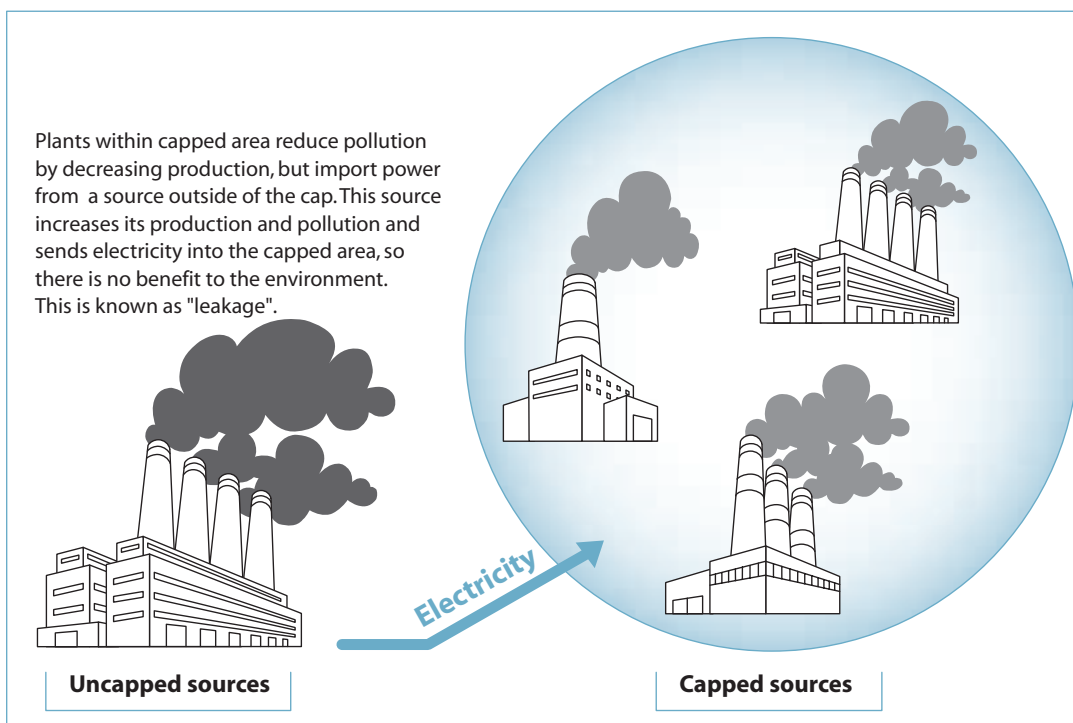 Plants within capped area reduce pollution
by decreasing production, but import power
from a source outside of the cap. This source
increases its production and pollution and
sends electricity into the capped area, so
there is no benefit to the environment.
This is known as "leakage".
Electricity
Uncapped sources
Capped sources